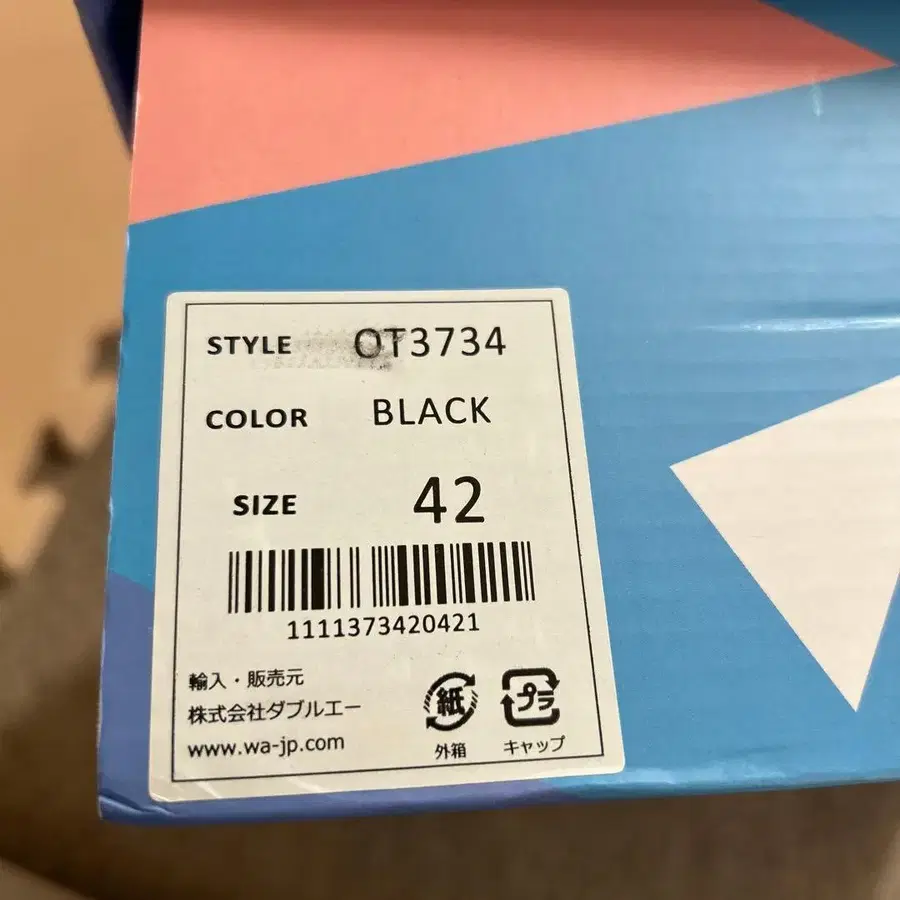 STYLE OT3734
COLOR BLACK
SIZE 42
1111373420421
輸入・販売元
株式会社ダブルエー
www.wa-jp.com
紙
外箱
プラ
キャップ